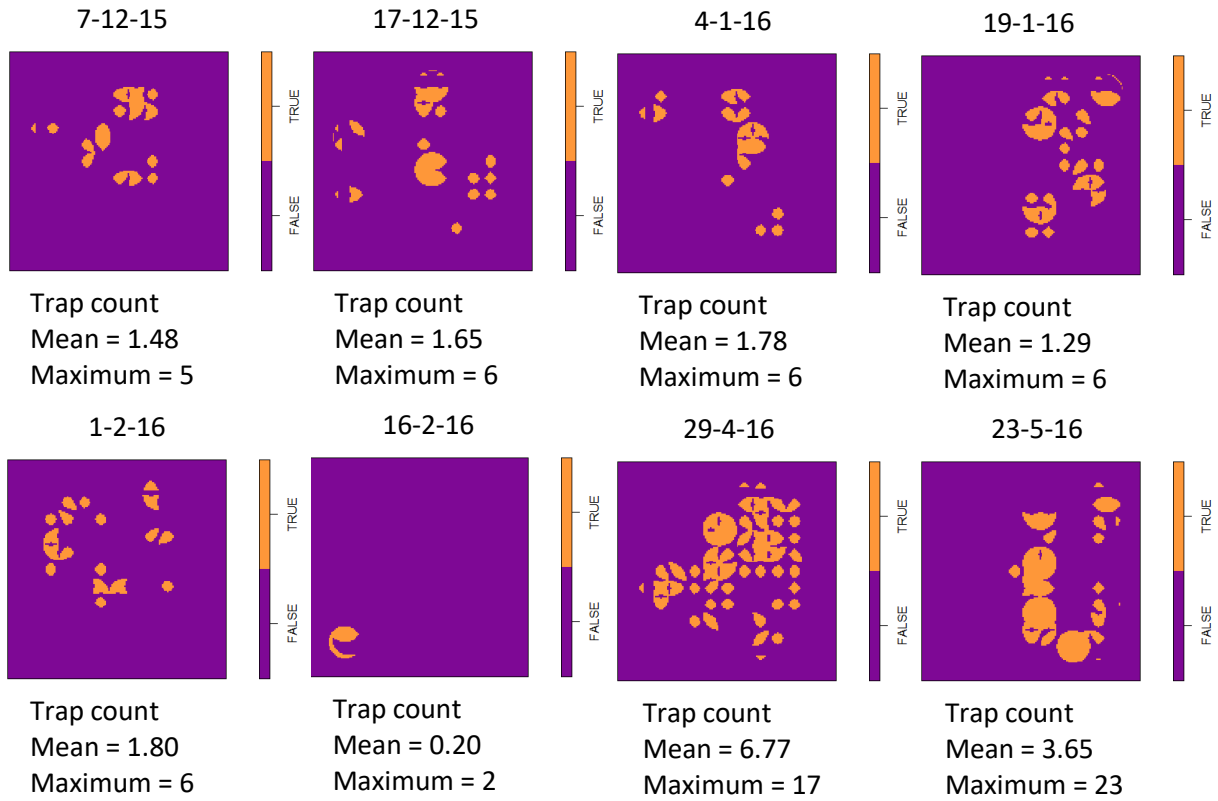 7-12-15
17-12-15
4-1-16
19-1-16
TRUE
FALSE
TRUE
FALSE
TRUE
FALSE
TRUE
FALSE
Trap count
Mean = 1.48
Maximum = 5
Trap count
Mean = 1.65
Maximum = 6
Trap count
Mean = 1.78
Maximum = 6
Trap count
Mean = 1.29
Maximum = 6
1-2-16
16-2-16
29-4-16
23-5-16
TRUE
FALSE
TRUE
FALSE
TRUE
FALSE
TRUE
FALSE
Trap count
Mean = 1.80
Maximum = 6
Trap count
Mean = 0.20
Maximum = 2
Trap count
Mean = 6.77
Maximum = 17
Trap count
Mean = 3.65
Maximum = 23